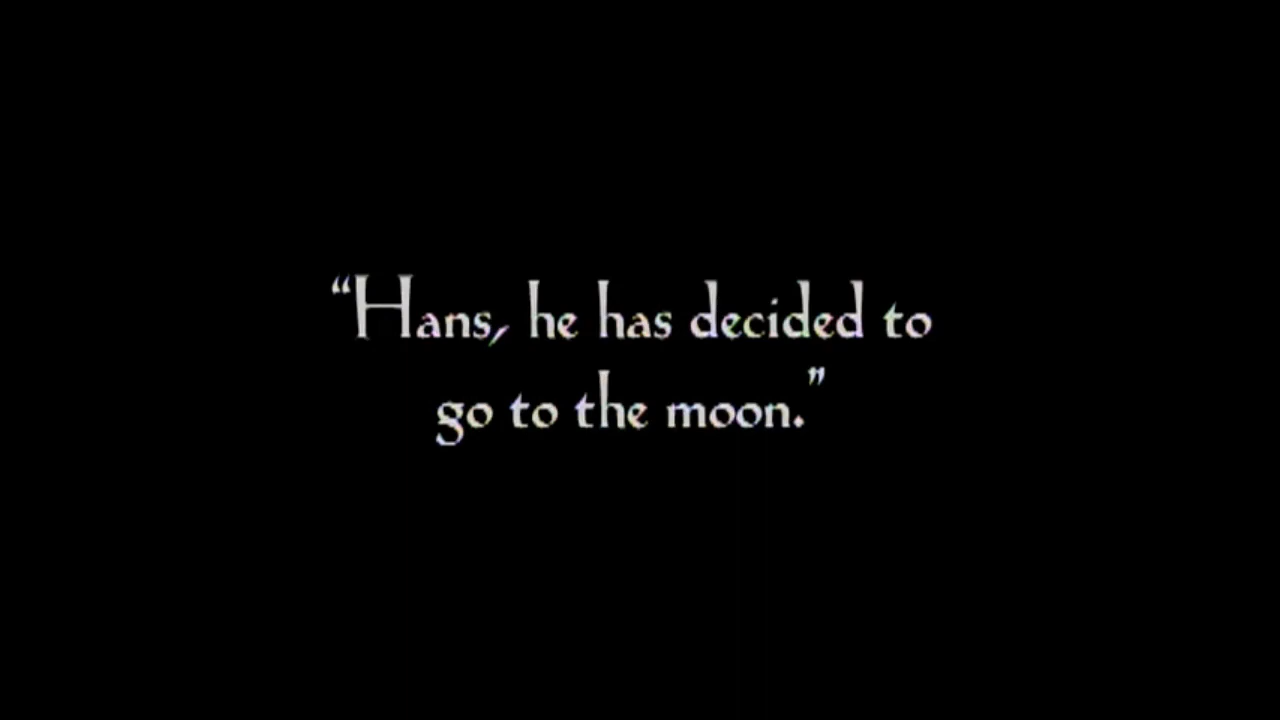 “Hans, he has decided to
go to the moon.”